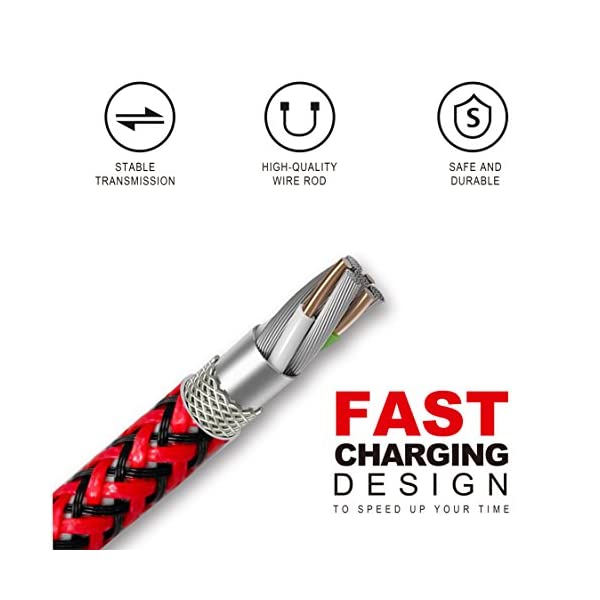 STABLE
TRANSMISSION
HIGH-QUALITY
WIRE ROD
S
SAFE AND
DURABLE
FAST
CHARGING
DESIGN
TO SPEED UP YOUR TIME